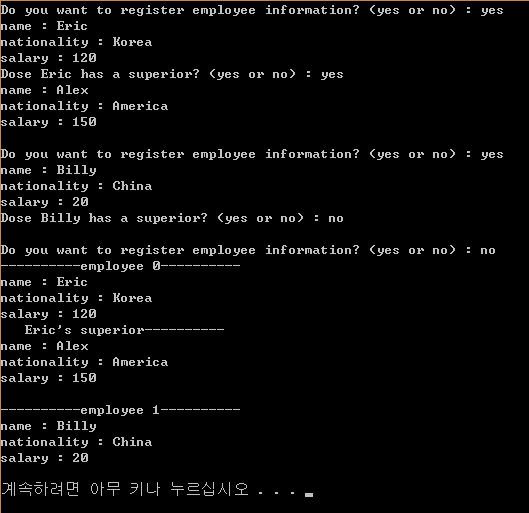 Do you want to register employee information? (yes or no) : yes
name : Eric
nationality : Korea
salary : 120
Dose Eric has a superior? (yes or no) : yes
name : Alex
nationality : America
salary : 150
Do you want to register employee information? (yes or no) : yes
name : Billy
nationality : China
salary : 20
Dose Billy has a superior? (yes or no) : no
Do you want to register employee information? (yes or no) : no
----------employee 0----------
name : Eric
nationality : Korea
salary : 120
   Eric's superior----------
name : Alex
nationality : America
salary : 150
----------employee 1----------
name : Billy
nationality : China
salary : 20
계속하려면 아무 키나 누르십시오 . . .